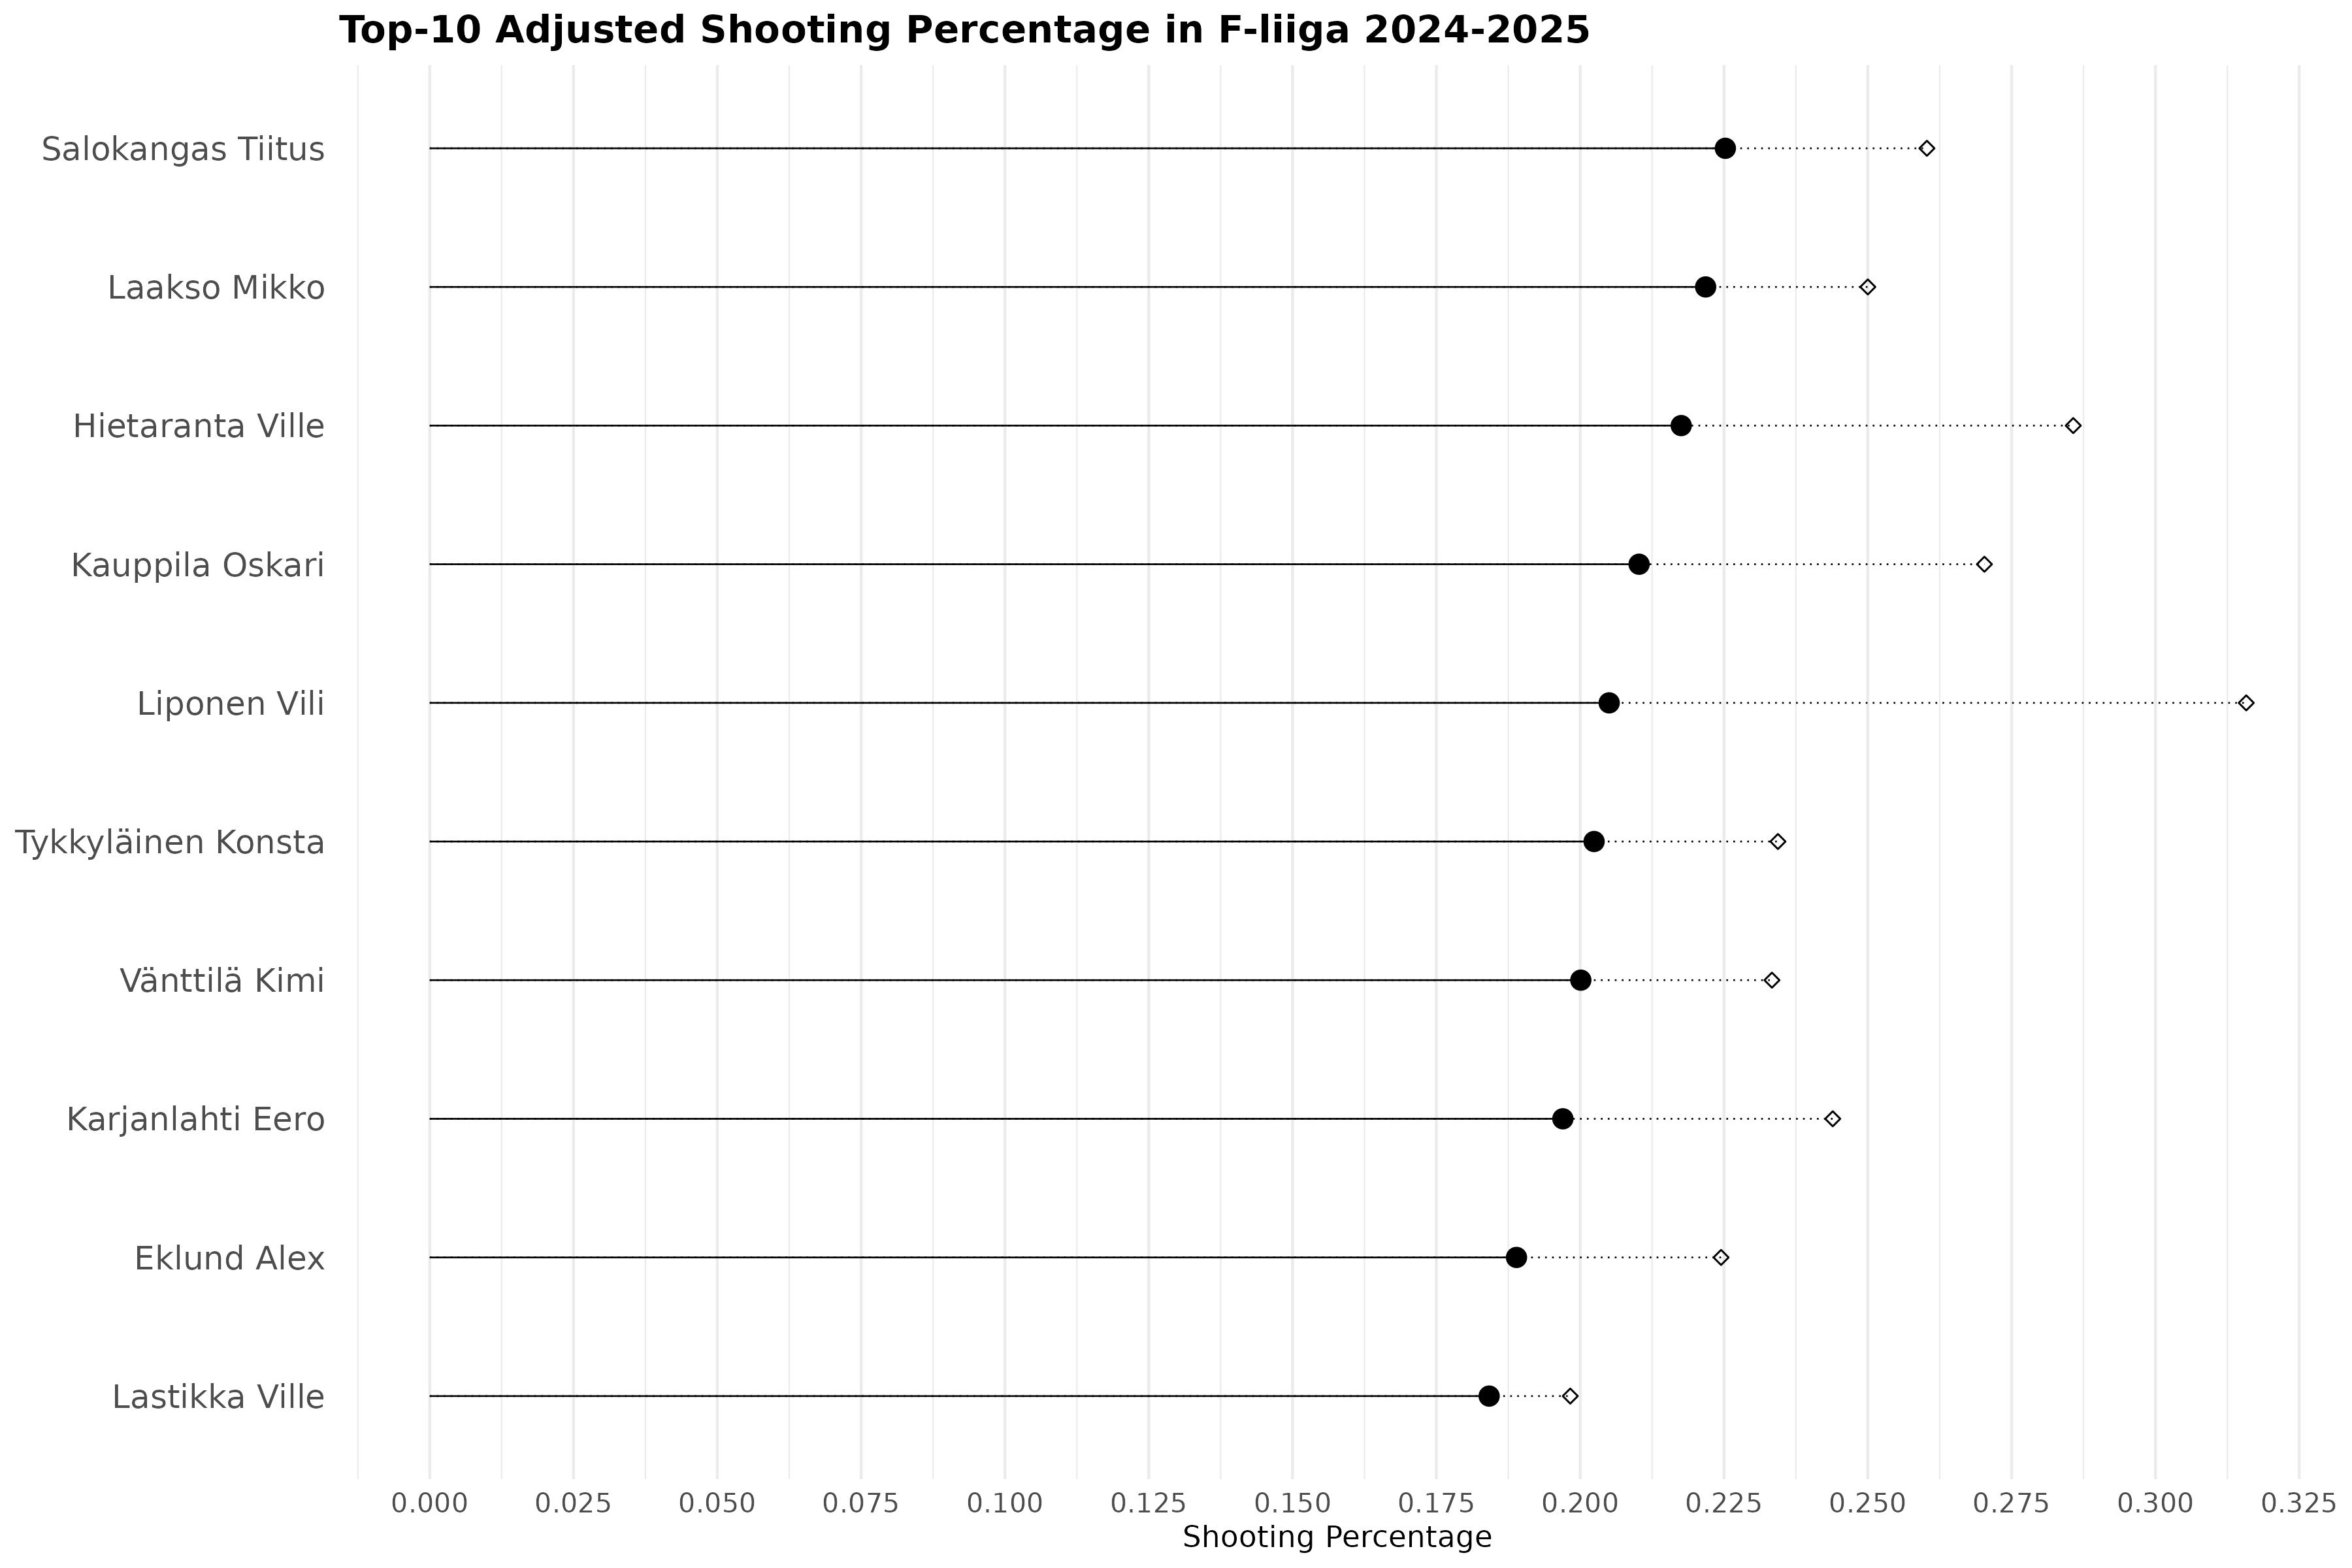 Top-10 Adjusted Shooting Percentage in F-liiga 2024-2025
Salokangas Tiitus
Laakso Mikko
Hietaranta Ville
Kauppila Oskari
Liponen Vili
Tykkyläinen Konsta
Vänttilä Kimi
Karjanlahti Eero
Eklund Alex
Lastikka Ville
0.000 0.025 0.050 0.075 0.100 0.125 0.150 0.175 0.200 0.225 0.250 0.275 0.300 0.325
Shooting Percentage